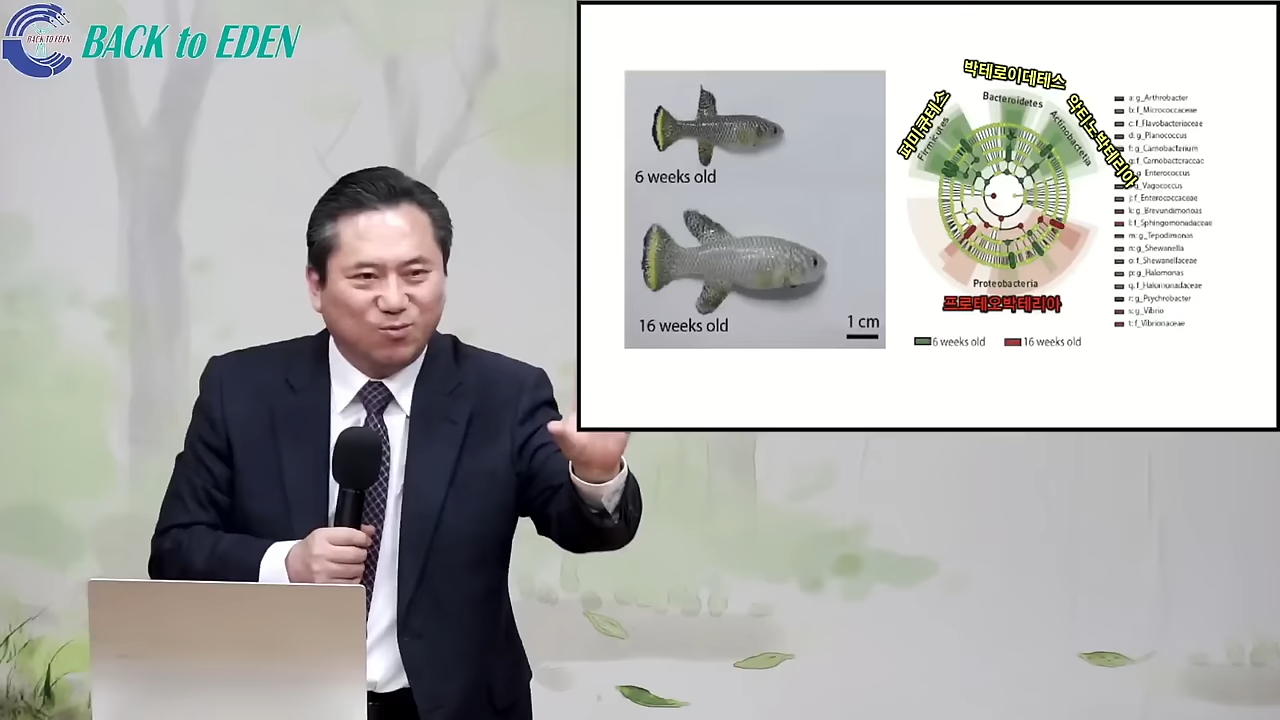 BACK TO EDEN
BACK to EDEN
6 weeks old
16 weeks old
1 cm
박테로이데테스
퍼미큐테스
악티노박테리아
Bacteroidetes
Firmicutes
Actinobacteria
Proteobacteria
프로테오박테리아
6 weeks old
16 weeks old
a: g_Arthrobacter
b: f_Micrococcaceae
c: f_Flavobacteriaceae
d: g_Planococcus
f: g_Carnobacterium
g: f_Carnobacteraceae
g_Enterococcus
g_Vagococcus
j: f_Enterococcaceae
k: g_Brevundimonas
l: f_Sphingomonadaceae
m: g_Tepodimonas
n: g_Shewanella
o: f_Shewanellaceae
p: g_Halomonas
q: f_Halomonadaceae
r: g_Psychrobacter
s: g_Vibrio
t: f_Vibrionaceae